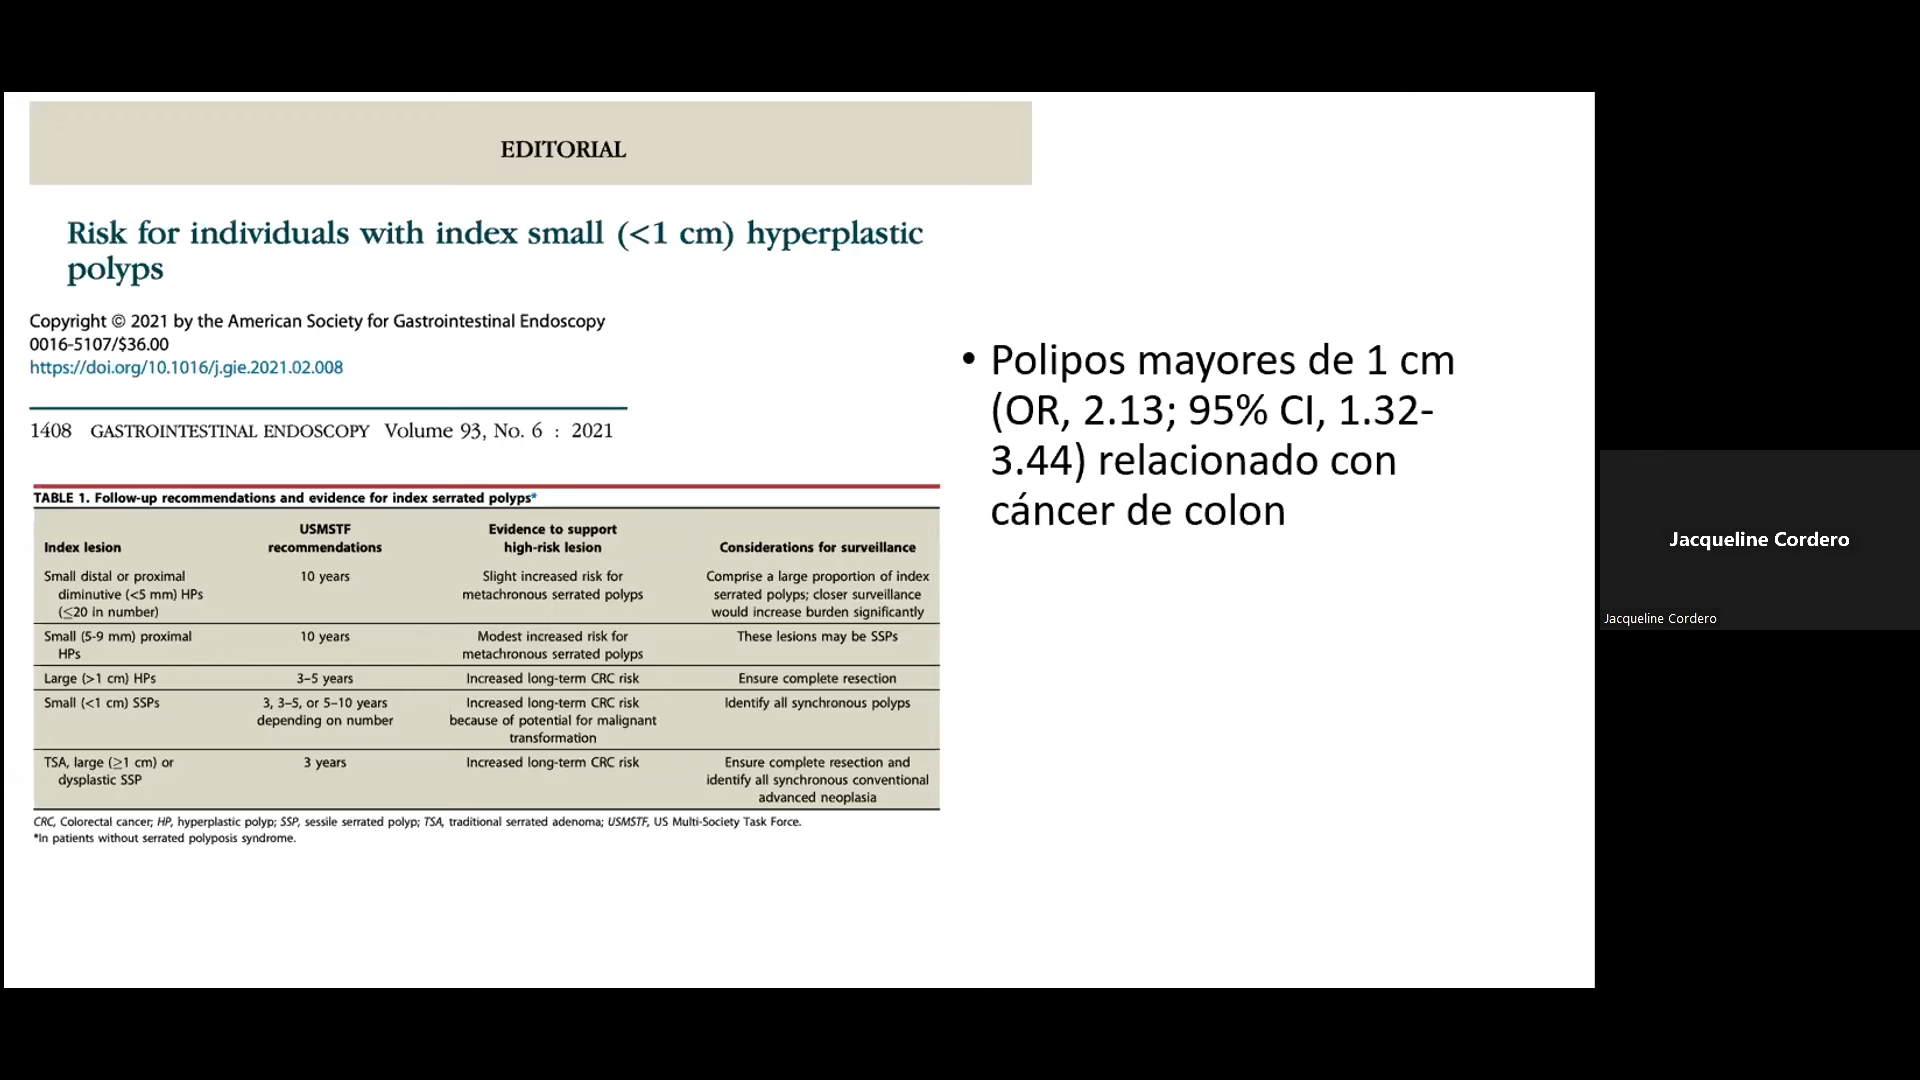 EDITORIAL
Risk for individuals with index small (<1 cm) hyperplastic
polyps
Copyright © 2021 by the American Society for Gastrointestinal Endoscopy
0016-5107/$36.00
https://doi.org/10.1016/j.gie.2021.02.008
1408 GASTROINTESTINAL ENDOSCOPY Volume 93, No. 6 : 2021
TABLE 1. Follow-up recommendations and evidence for index serrated polyps*
Index lesion
USMSTF
recommendations
Evidence to support
high-risk lesion
Considerations for surveillance
Small distal or proximal
diminutive (<5 mm) HPs
(≤20 in number)
10 years
Slight increased risk for
metachronous serrated polyps
Comprise a large proportion of index
serrated polyps; closer surveillance
would increase burden significantly
Small (5-9 mm) proximal
HPs
10 years
Modest increased risk for
metachronous serrated polyps
These lesions may be SSPs
Large (>1 cm) HPs
3–5 years
Increased long-term CRC risk
Ensure complete resection
Small (<1 cm) SSPs
3, 3–5, or 5–10 years
depending on number
Increased long-term CRC risk
because of potential for malignant
transformation
Identify all synchronous polyps
TSA, large (≥1 cm) or
dysplastic SSP
3 years
Increased long-term CRC risk
Ensure complete resection and
identify all synchronous conventional
advanced neoplasia
CRC, Colorectal cancer; HP, hyperplastic polyp; SSP, sessile serrated polyp; TSA, traditional serrated adenoma; USMSTF, US Multi-Society Task Force.
*In patients without serrated polyposis syndrome.
• Polipos mayores de 1 cm
(OR, 2.13; 95% CI, 1.32-
3.44) relacionado con
cáncer de colon
Jacqueline Cordero
Jacqueline Cordero